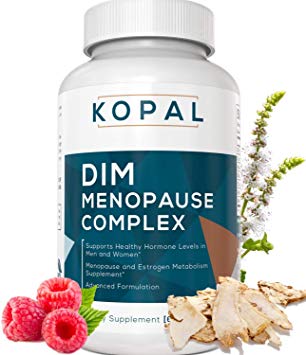 KOPAL
DIM
MENOPAUSE
COMPLEX
Supports Healthy Hormone Levels in
Men and Women*
Menopause and Estrogen Metabolism
Supplement*
Advanced Formulation
Supplement